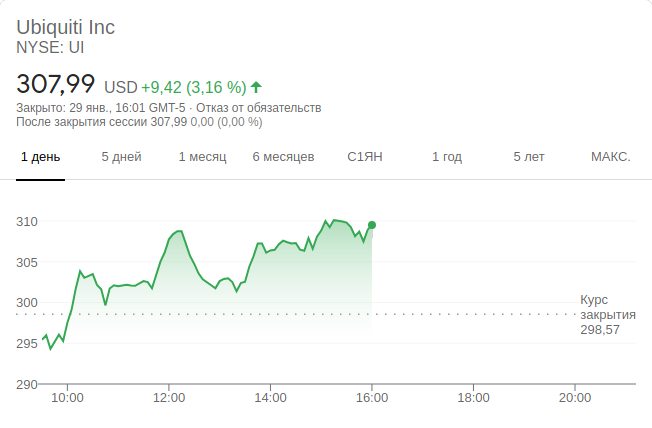 Ubiquiti Inc
NYSE: UI
307,99 USD +9,42 (3,16 %)
Закрыто: 29 янв., 16:01 GMT-5 · Отказ от обязательств
После закрытия сессии 307,99 0,00 (0,00 %)
1 день 5 дней 1 месяц 6 месяцев С1ЯН 1 год 5 лет МАКС.
310
305
300
Курс
закрытия
298,57
295
290
10:00 12:00 14:00 16:00 18:00 20:00